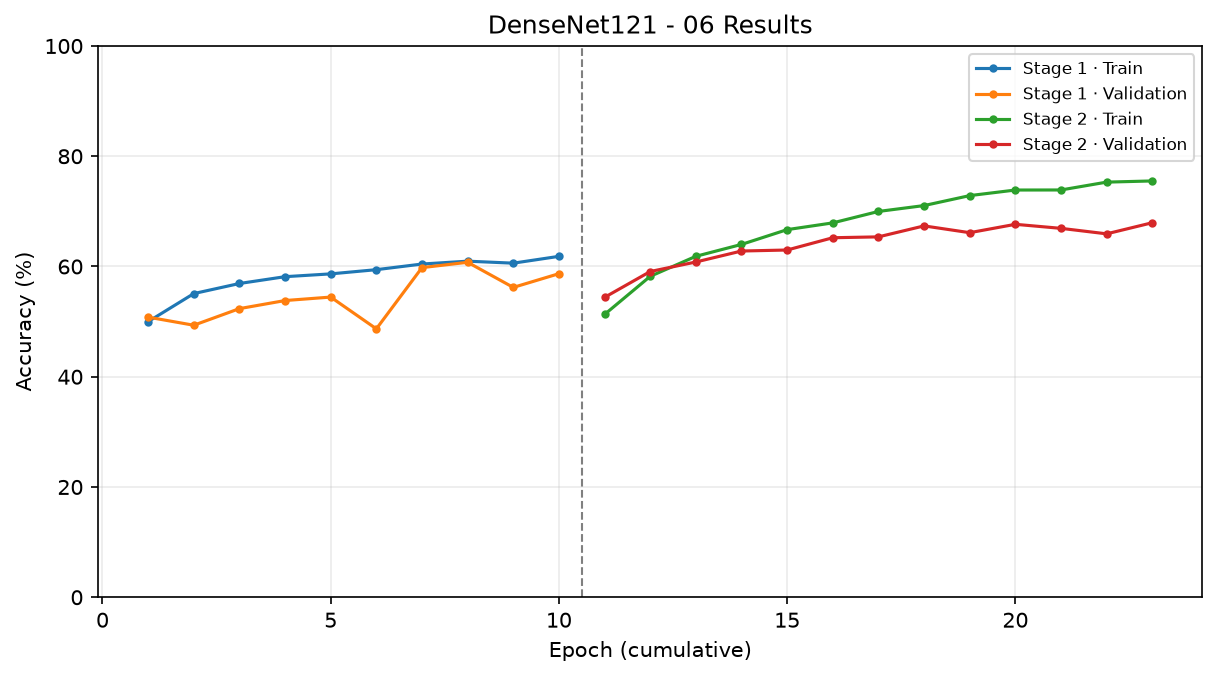 DenseNet121 - 06 Results
Stage 1 · Train
Stage 1 · Validation
Stage 2 · Train
Stage 2 · Validation
Accuracy (%)
100
80
60
40
20
0
0 5 10 15 20
Epoch (cumulative)